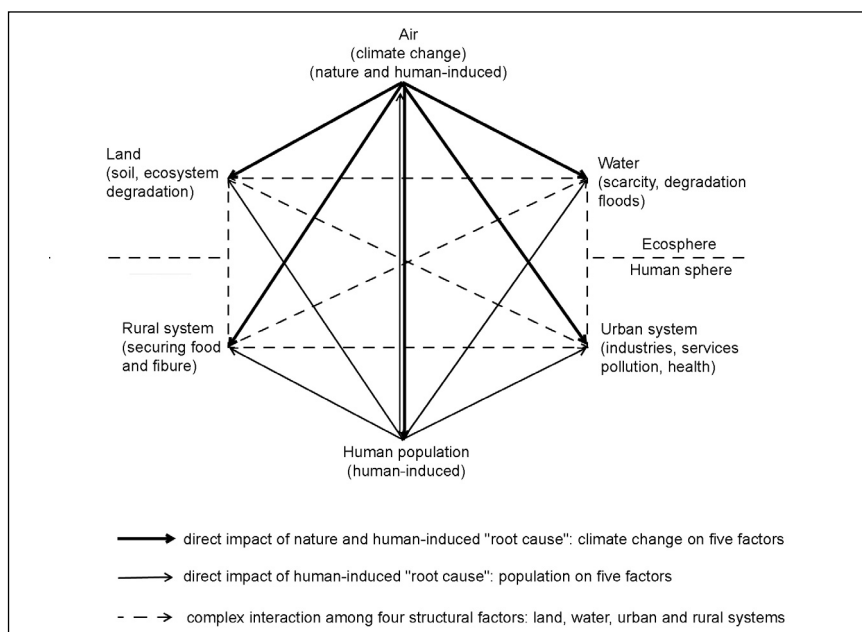 Air
(climate change)
(nature and human-induced)
Land
(soil, ecosystem
degradation)
Water
(scarcity, degradation
floods)
Ecosphere
Human sphere
Rural system
(securing food
and fibure)
Urban system
(industries, services
pollution, health)
Human population
(human-induced)
direct impact of nature and human-induced "root cause": climate change on five factors
direct impact of human-induced "root cause": population on five factors
complex interaction among four structural factors: land, water, urban and rural systems